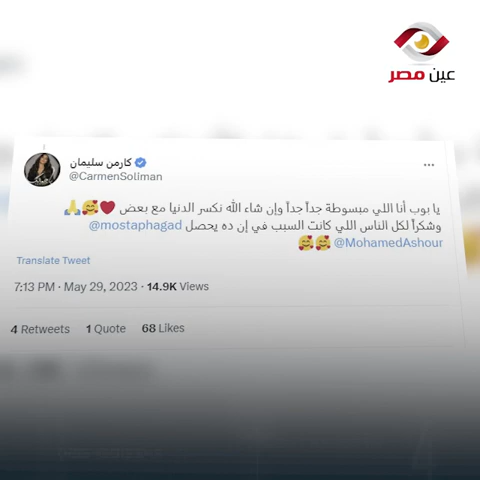 عين مصر
كارمن سليمان
@CarmenSoliman
يا بوب أنا اللي مبسوطة جداً جداً وإن شاء الله نكسر الدنيا مع بعض ❤️🥰🙏
وشكراً لكل الناس اللي كانت السبب في إن ده يحصل @mostaphagad
@MohamedAshour 🥰🥰
Translate Tweet
7:13 PM · May 29, 2023 · 14.9K Views
4 Retweets 1 Quote 68 Likes